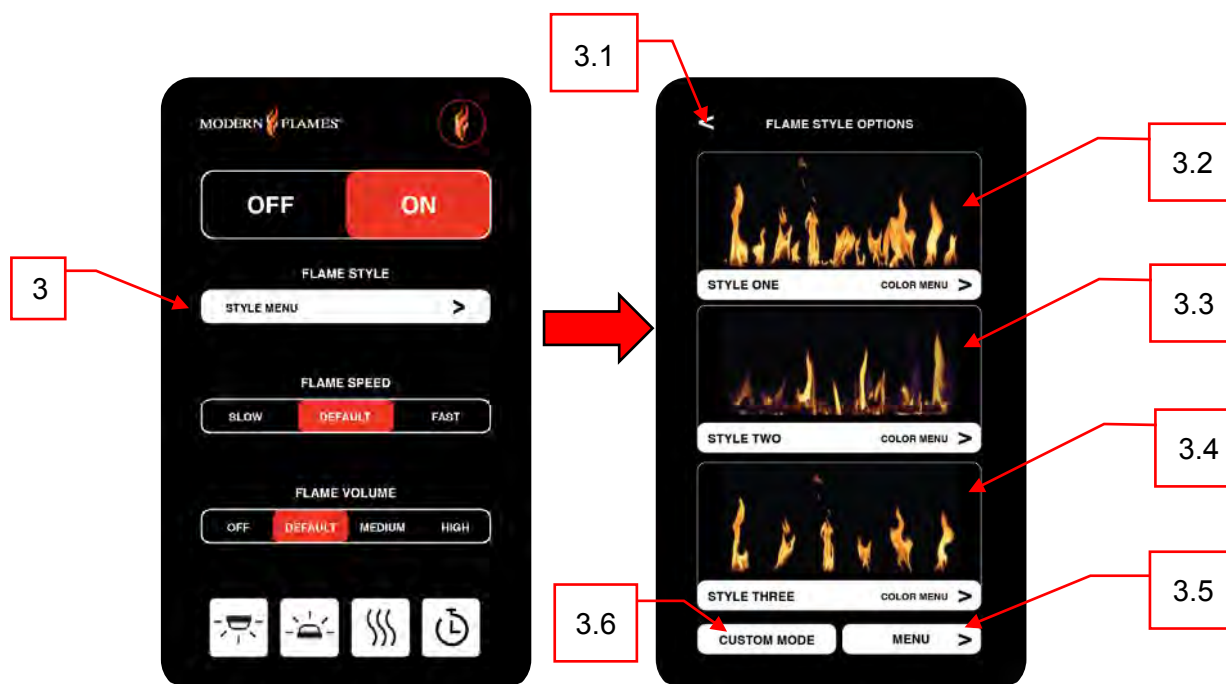 3.1
MODERN FLAMES
OFF ON
FLAME STYLE
3
STYLE MENU >
FLAME SPEED
SLOW DEFAULT FAST
FLAME VOLUME
OFF DEFAULT MEDIUM HIGH
< FLAME STYLE OPTIONS
3.2
STYLE ONE COLOR MENU >
3.3
STYLE TWO COLOR MENU >
3.4
STYLE THREE COLOR MENU >
3.5
3.6
CUSTOM MODE MENU >